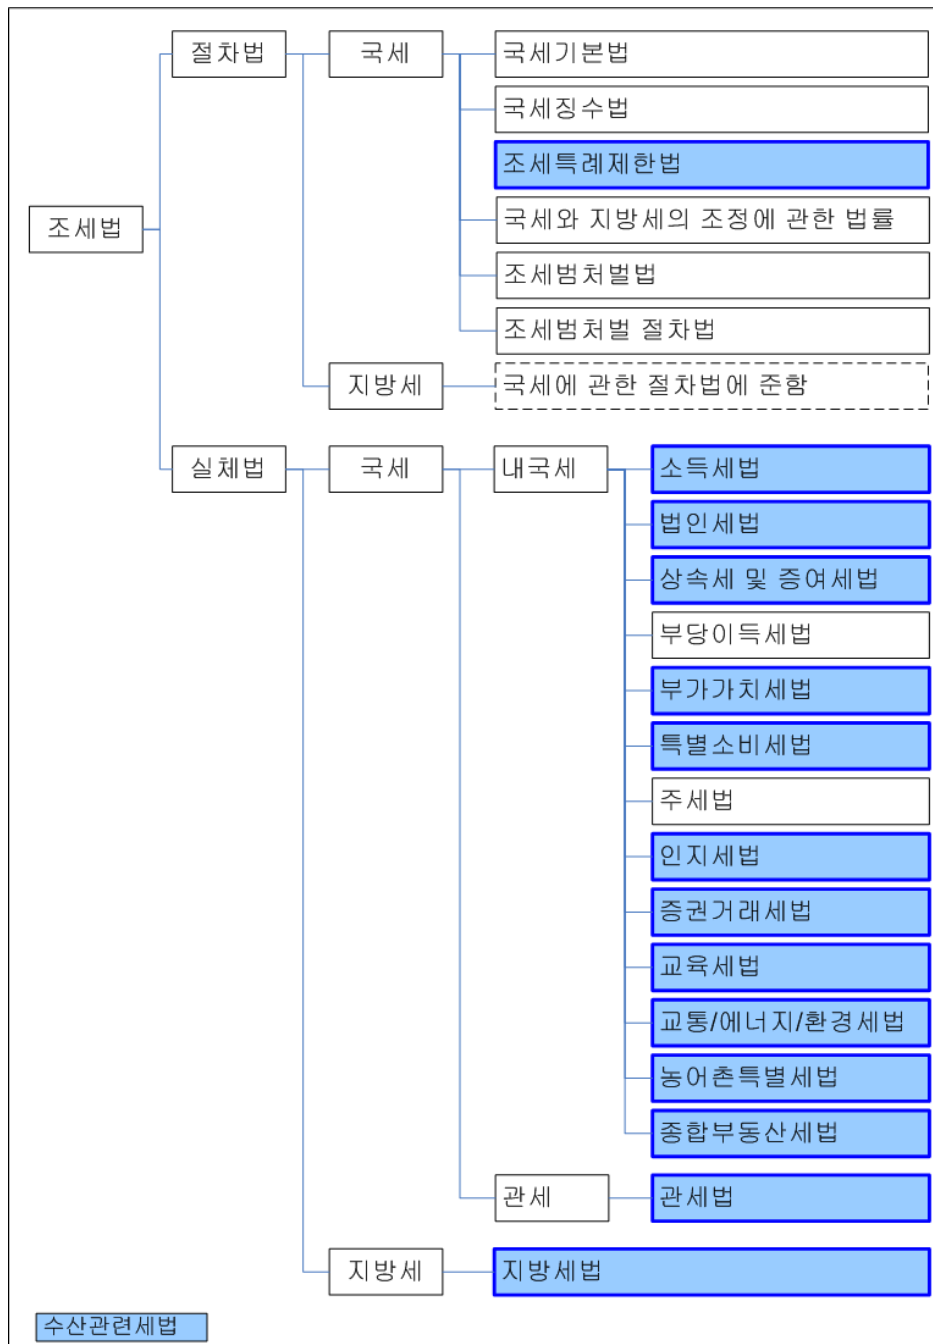 절차법
국세
국세기본법
국세징수법
조세특례제한법
조세법
국세와 지방세의 조정에 관한 법률
조세범처벌법
조세범처벌 절차법
지방세
국세에 관한 절차법에 준함
실체법
국세
내국세
소득세법
법인세법
상속세 및 증여세법
부당이득세법
부가가치세법
특별소비세법
주세법
인지세법
증권거래세법
교육세법
교통/에너지/환경세법
농어촌특별세법
종합부동산세법
관세
관세법
지방세
지방세법
수산관련세법